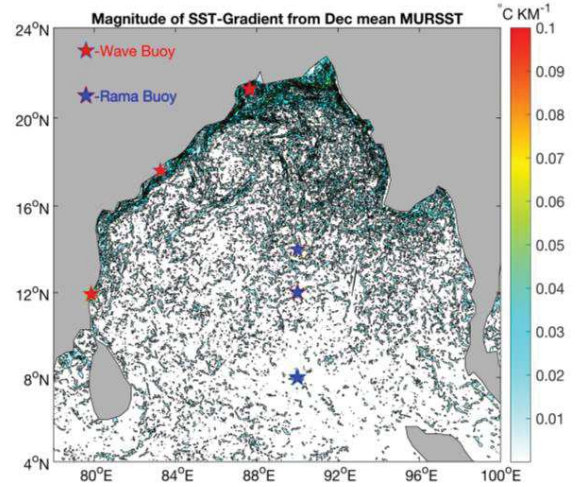 Magnitude of SST-Gradient from Dec mean MURSST
°C KM⁻¹
-Wave Buoy
-Rama Buoy
24°N
20°N
16°N
12°N
8°N
4°N
80°E
84°E
88°E
92°E
96°E
100°E
0.1
0.09
0.08
0.07
0.06
0.05
0.04
0.03
0.02
0.01